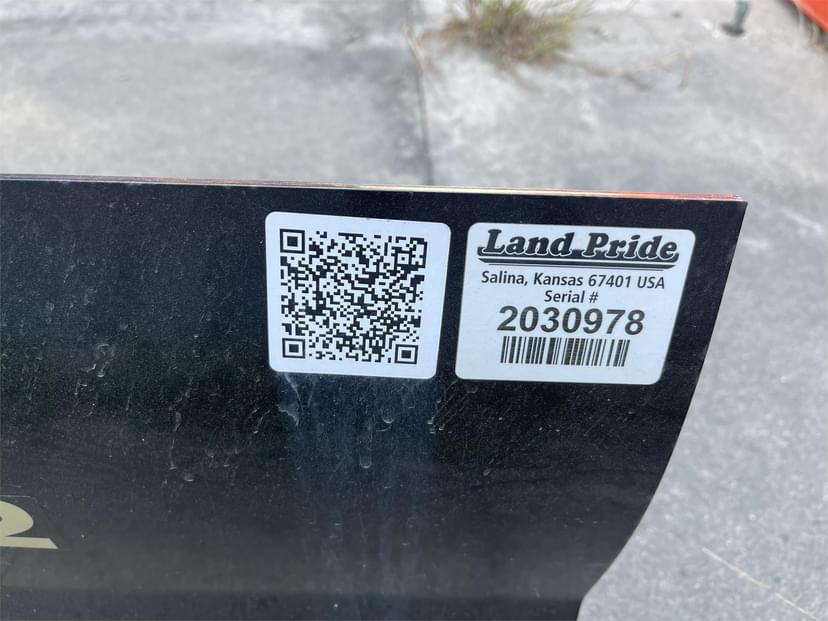 Land Pride
Salina, Kansas 67401 USA
Serial #
2030978